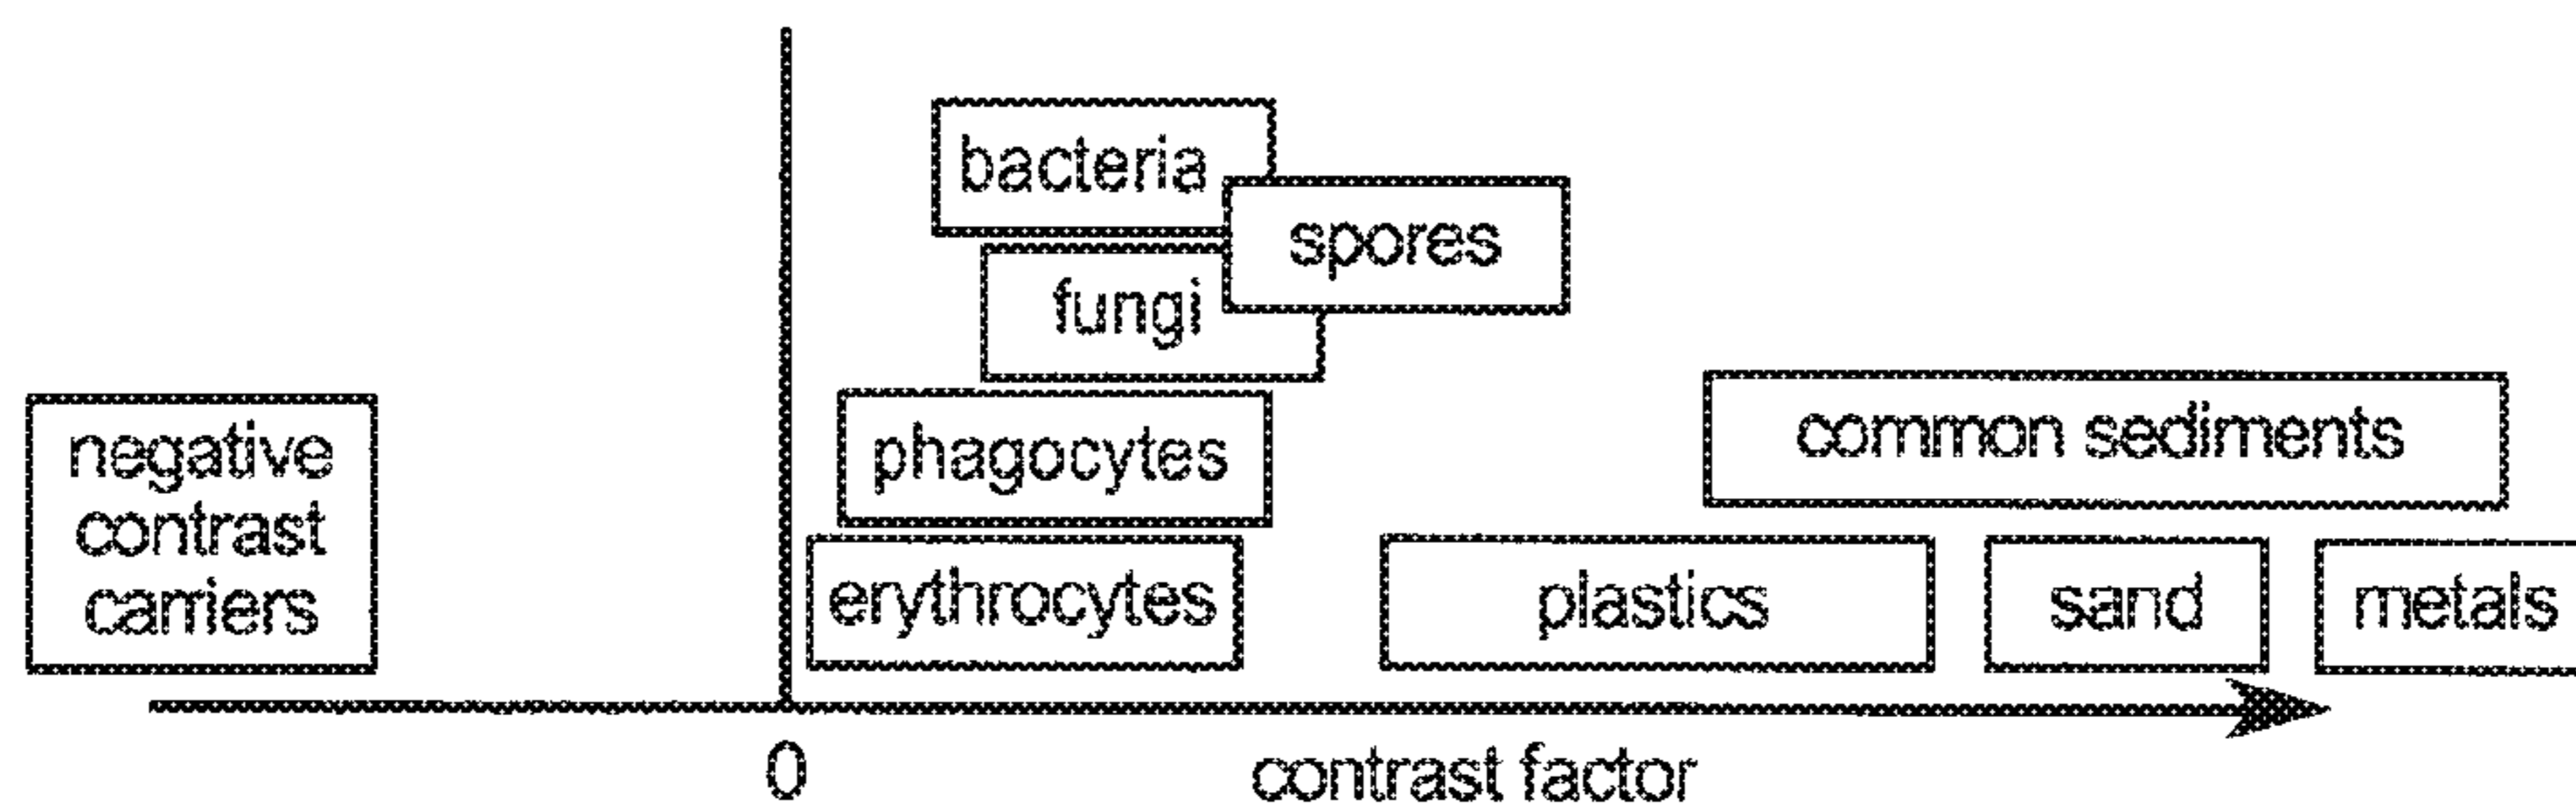 bacteria
spores
fungi
negative
contrast
carriers
phagocytes
common sediments
erythrocytes
plastics
sand
metals
0
contrast factor